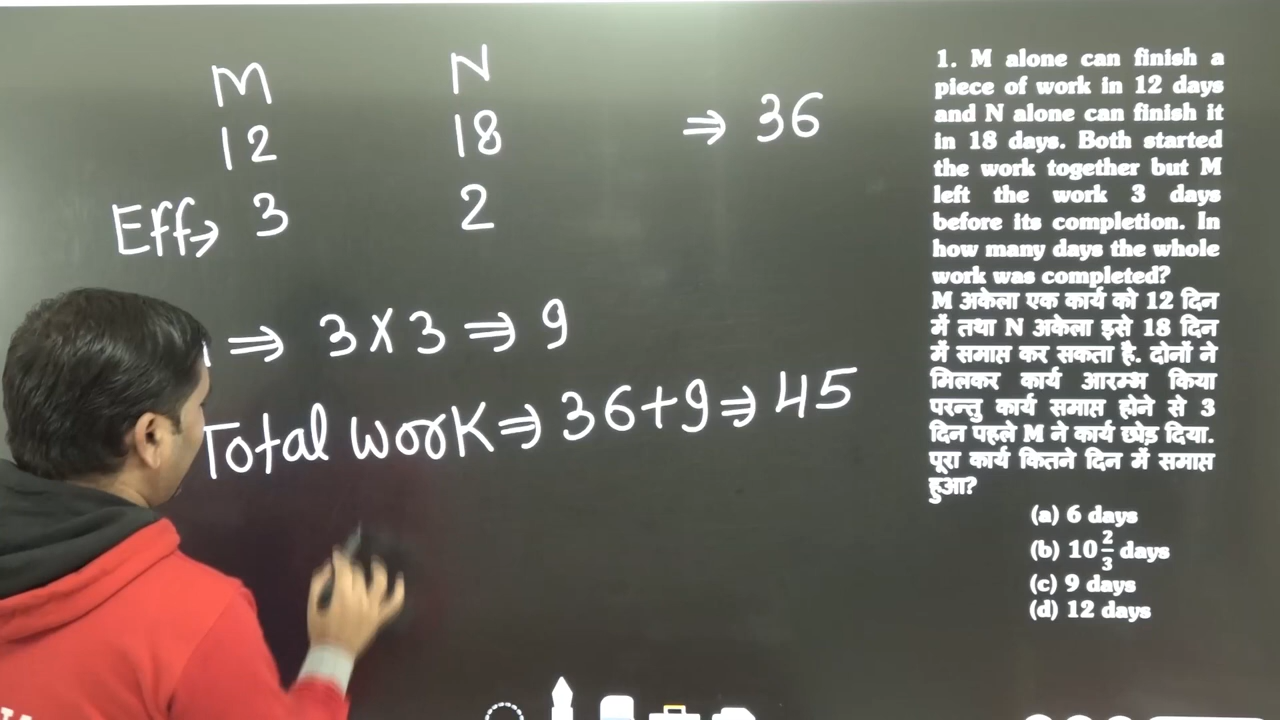 M N
12 18 ⇒ 36
Eff→ 3 2
⇒ 3×3 ⇒ 9
Total work ⇒ 36+9 ⇒ 45
1. M alone can finish a
piece of work in 12 days
and N alone can finish it
in 18 days. Both started
the work together but M
left the work 3 days
before its completion. In
how many days the whole
work was completed?
M अकेला एक कार्य को 12 दिन
में तथा N अकेला इसे 18 दिन
में समाप्त कर सकता है. दोनों ने
मिलकर कार्य आरम्भ किया
परन्तु कार्य समाप्त होने से 3
दिन पहले M ने कार्य छोड़ दिया.
पूरा कार्य कितने दिन में समाप्त
हुआ?
(a) 6 days
(b) 10 2/3 days
(c) 9 days
(d) 12 days